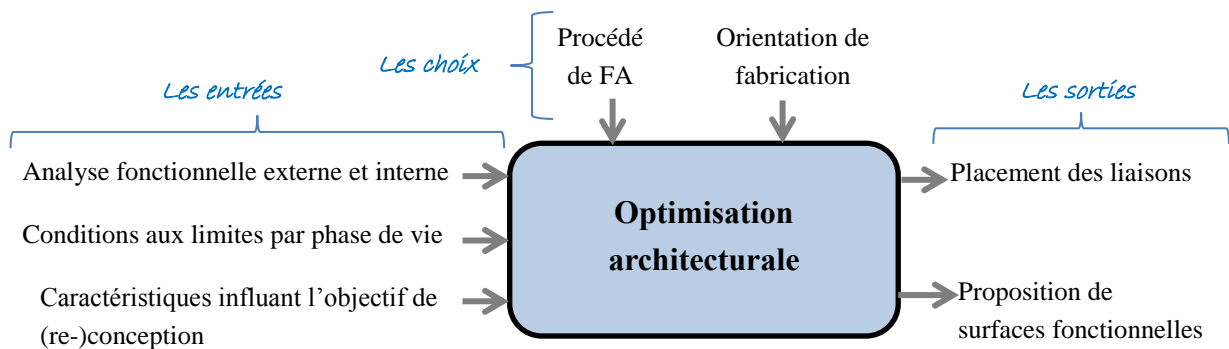 Les choix
Procédé
de FA
Orientation de
fabrication
Les entrées
Les sorties
Analyse fonctionnelle externe et interne
Conditions aux limites par phase de vie
Caractéristiques influant l’objectif de
(re-)conception
Optimisation
architecturale
Placement des liaisons
Proposition de
surfaces fonctionnelles